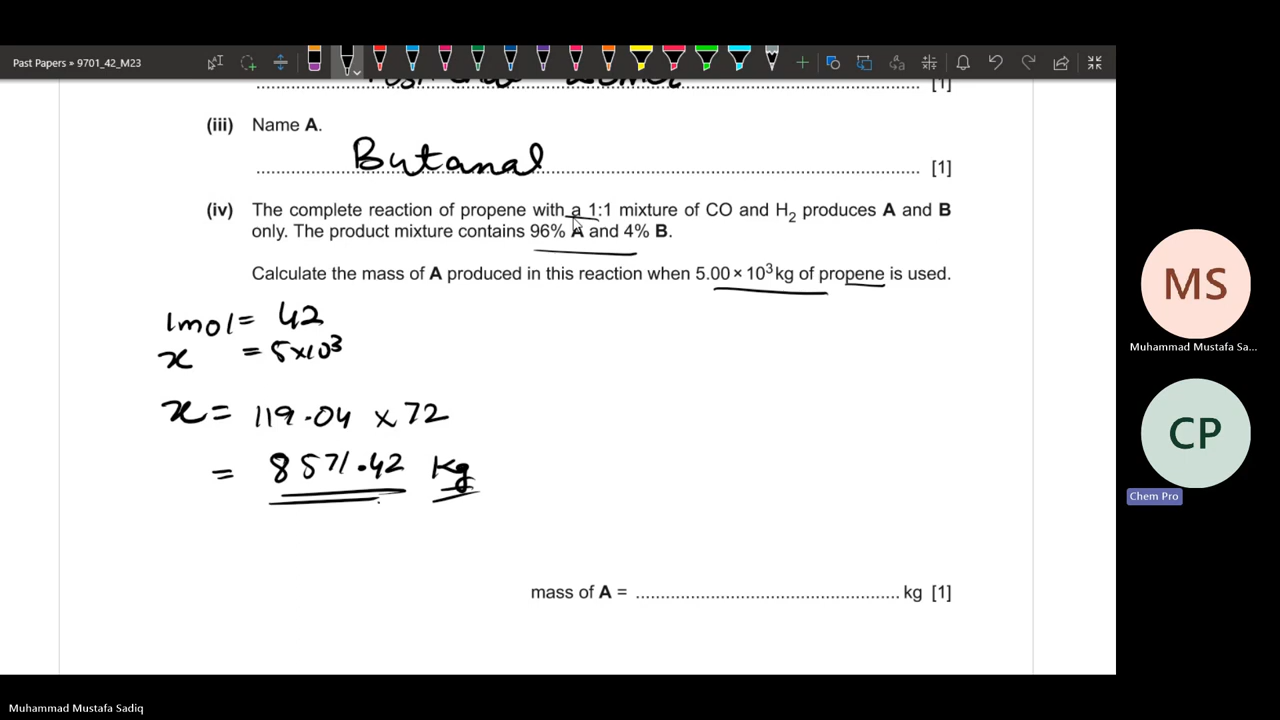 Past Papers » 9701_42_M23
[1]
(iii) Name A.
Butanal
[1]
(iv) The complete reaction of propene with a 1:1 mixture of CO and H2 produces A and B
only. The product mixture contains 96% A and 4% B.
Calculate the mass of A produced in this reaction when 5.00 × 10³ kg of propene is used.
1mol = 42
x = 5×10³
x = 119.04 × 72
= 8571.42 Kg
mass of A = .................................................. kg [1]
MS
Muhammad Mustafa Sa...
CP
Chem Pro
Muhammad Mustafa Sadiq